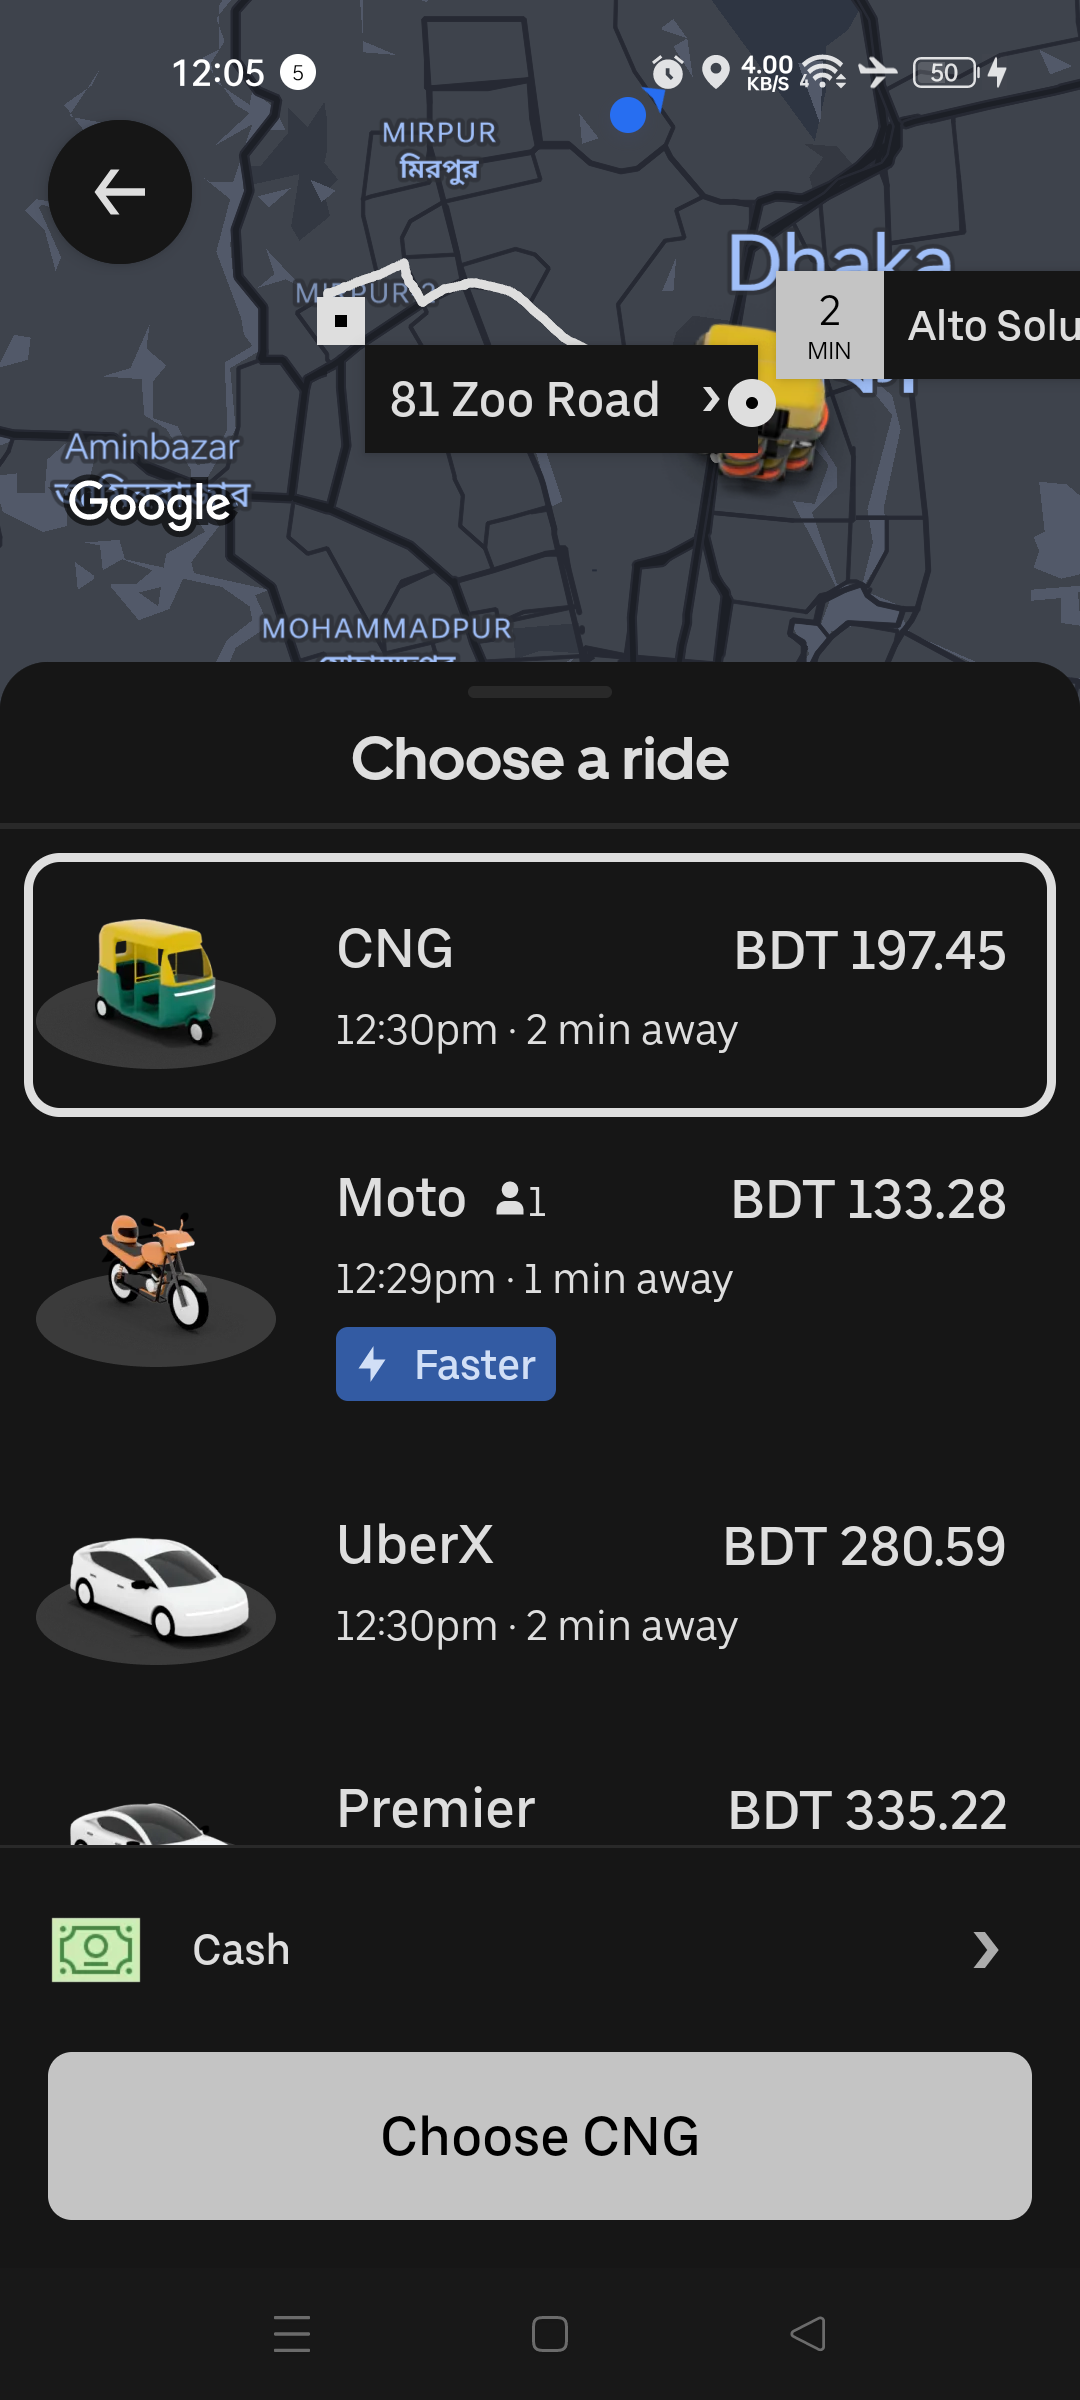 12:05 5 4.00 KB/S 4 50
MIRPUR
মিরপুর
Dhaka
MIRPUR 2
2
MIN
Alto Solu
81 Zoo Road
Aminbazar
Google
MOHAMMADPUR
Choose a ride
CNG BDT 197.45
12:30pm · 2 min away
Moto 1 BDT 133.28
12:29pm · 1 min away
Faster
UberX BDT 280.59
12:30pm · 2 min away
Premier BDT 335.22
Cash
Choose CNG